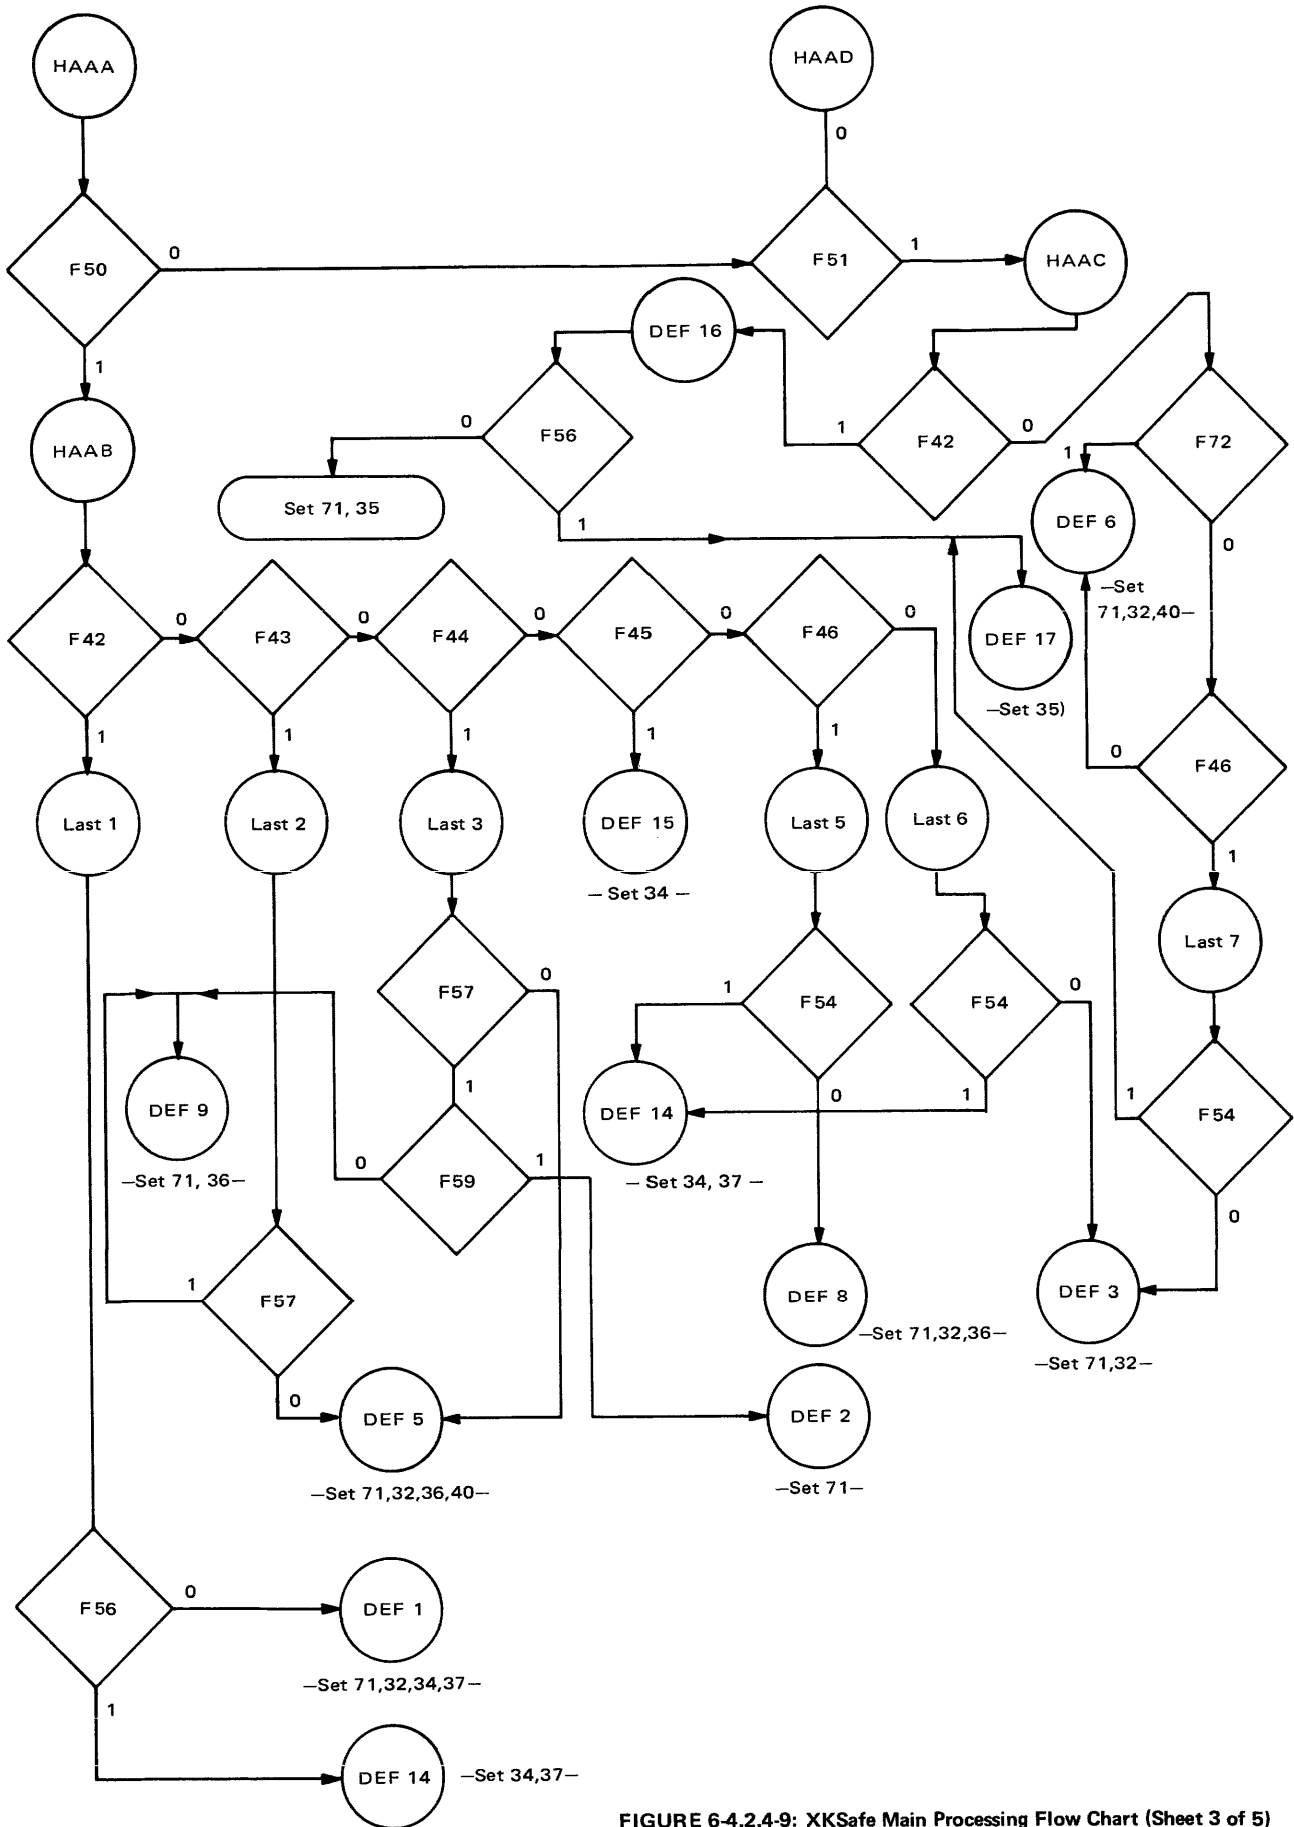 HAAA
HAAD
0
F50
0
F51
1
HAAC
1
DEF 16
HAAB
0
F56
1
F42
0
F72
1
Set 71, 35
DEF 6
1
0
—Set
71,32,40—
F42
0
F43
0
F44
0
F45
0
F46
0
DEF 17
—Set 35)
1
1
1
1
1
0
F46
Last 1
Last 2
Last 3
DEF 15
Last 5
Last 6
1
— Set 34 —
Last 7
F57
0
1
F54
F54
0
1
DEF 9
DEF 14
0
1
1
F54
—Set 71, 36—
0
F59
1
— Set 34, 37 —
0
1
F57
DEF 8
DEF 3
—Set 71,32,36—
—Set 71,32—
0
DEF 5
DEF 2
—Set 71,32,36,40—
—Set 71—
F56
0
DEF 1
—Set 71,32,34,37—
1
DEF 14
—Set 34,37—
FIGURE 6-4.2.4-9: XKSafe Main Processing Flow Chart (Sheet 3 of 5)